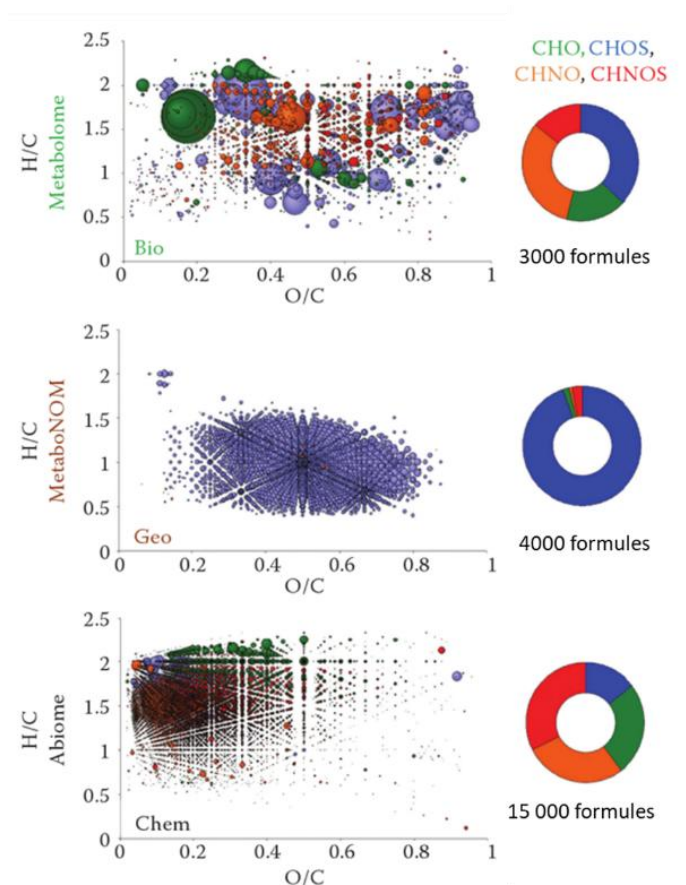 CHO, CHOS,
CHNO, CHNOS
2.5
2
1.5
1
0.5
0
H/C
Metabolome
Bio
0
0.2
0.4
0.6
0.8
1
O/C
3000 formules
2.5
2
1.5
1
0.5
0
H/C
MetaboNOM
Geo
0
0.2
0.4
0.6
0.8
1
O/C
4000 formules
2.5
2
1.5
1
0.5
0
H/C
Abiome
Chem
0
0.2
0.4
0.6
0.8
1
O/C
15 000 formules